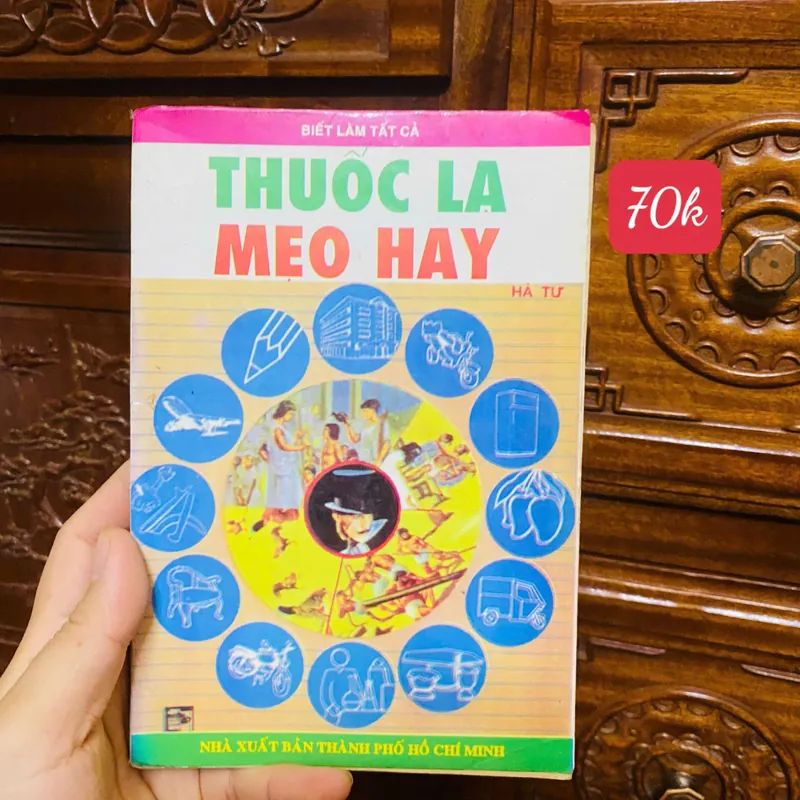 BIẾT LÀM TẤT CẢ
THUỐC LẠ
MẸO HAY
HÀ TƯ
70k
NHÀ XUẤT BẢN THÀNH PHỐ HỒ CHÍ MINH